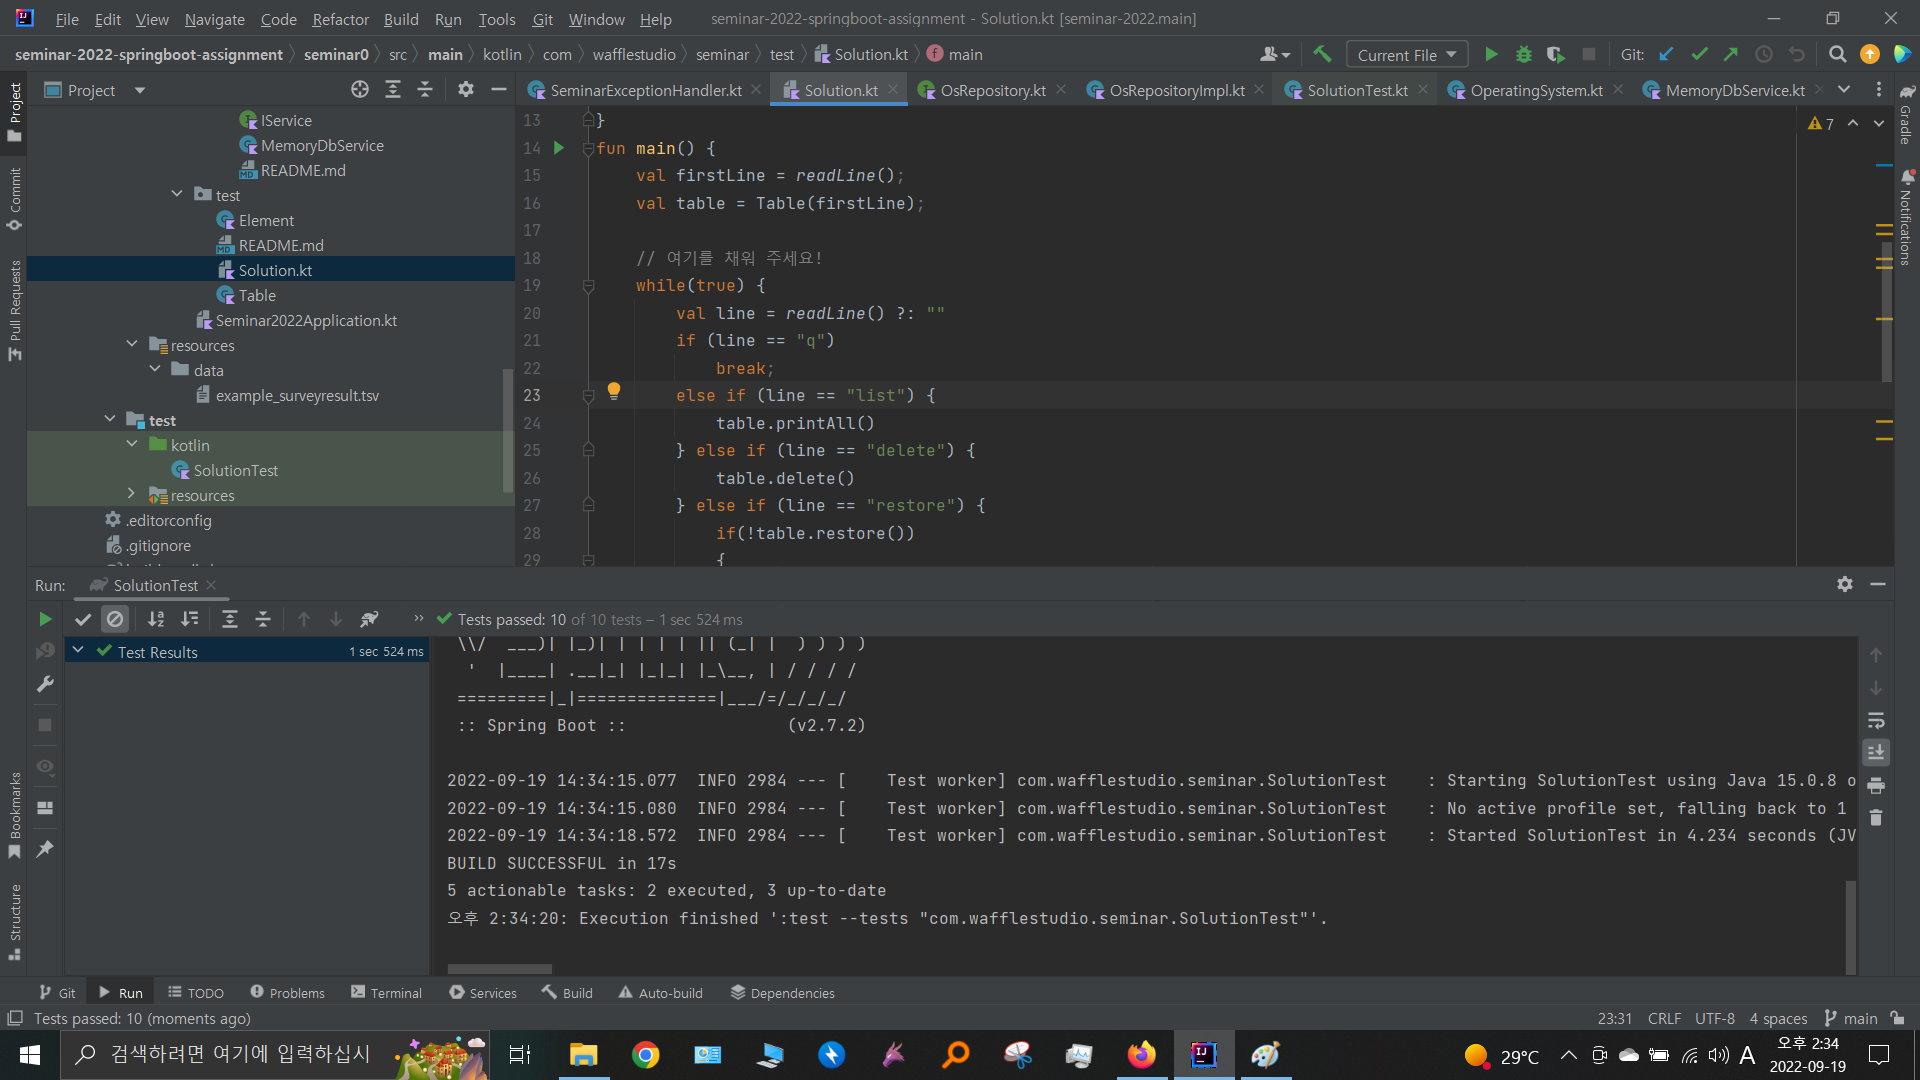 File Edit View Navigate Code Refactor Build Run Tools Git Window Help seminar-2022-springboot-assignment - Solution.kt [seminar-2022.main]
seminar-2022-springboot-assignment seminar0 src main kotlin com wafflestudio seminar test Solution.kt main Current File Git:
Project SeminarExceptionHandler.kt Solution.kt OsRepository.kt OsRepositoryImpl.kt SolutionTest.kt OperatingSystem.kt MemoryDbService.kt
Project
Commit
Pull Requests
Bookmarks
Structure
IService
MemoryDbService
README.md
test
Element
README.md
Solution.kt
Table
Seminar2022Application.kt
resources
data
example_surveyresult.tsv
test
kotlin
SolutionTest
resources
.editorconfig
.gitignore
13 }
14 fun main() {
15 val firstLine = readLine();
16 val table = Table(firstLine);
17
18 // 여기를 채워 주세요!
19 while(true) {
20 val line = readLine() ?: ""
21 if (line == "q")
22 break;
23 else if (line == "list") {
24 table.printAll()
25 } else if (line == "delete") {
26 table.delete()
27 } else if (line == "restore") {
28 if(!table.restore())
29 {
7
Gradle
Notifications
Run: SolutionTest
Tests passed: 10 of 10 tests – 1 sec 524 ms
Test Results 1 sec 524 ms
\\/  ___)| |_)| | | | | || (_| |  ) ) ) )
'  |____| .__|_| |_|_| |_\__, | / / / /
=========|_|==============|___/=/_/_/_/
:: Spring Boot :: (v2.7.2)
2022-09-19 14:34:15.077 INFO 2984 --- [ Test worker] com.wafflestudio.seminar.SolutionTest : Starting SolutionTest using Java 15.0.8 o
2022-09-19 14:34:15.080 INFO 2984 --- [ Test worker] com.wafflestudio.seminar.SolutionTest : No active profile set, falling back to 1
2022-09-19 14:34:18.572 INFO 2984 --- [ Test worker] com.wafflestudio.seminar.SolutionTest : Started SolutionTest in 4.234 seconds (JV
BUILD SUCCESSFUL in 17s
5 actionable tasks: 2 executed, 3 up-to-date
오후 2:34:20: Execution finished ':test --tests "com.wafflestudio.seminar.SolutionTest"'.
Git Run TODO Problems Terminal Services Build Auto-build Dependencies
Tests passed: 10 (moments ago) 23:31 CRLF UTF-8 4 spaces main
검색하려면 여기에 입력하십시 29°C A 오후 2:34
2022-09-19